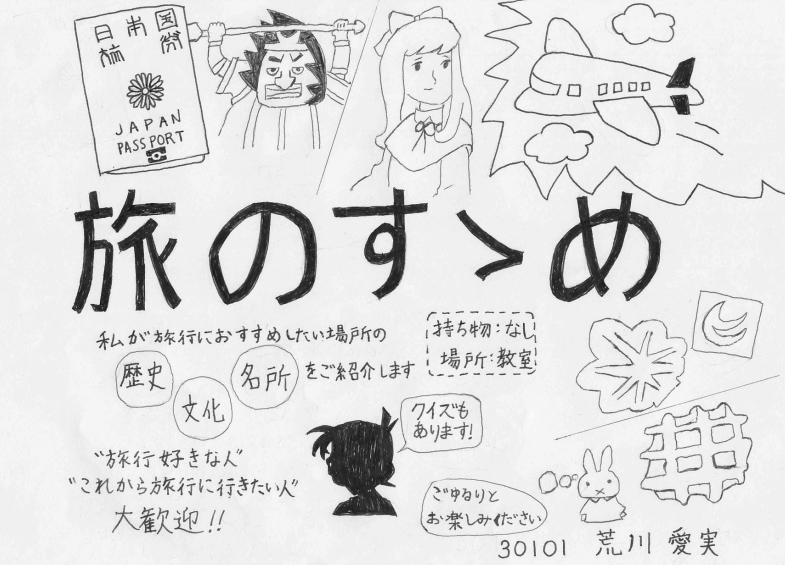 日本国
旅券
JAPAN
PASSPORT
旅のすゝめ
私が旅行におすすめしたい場所の
歴史
文化
名所
をご紹介します
持ち物：なし
場所：教室
"旅行好きな人"
"これから旅行に行きたい人"
大歓迎!!
クイズも
あります!
ごゆるりと
お楽しみください
30101 荒川 愛実